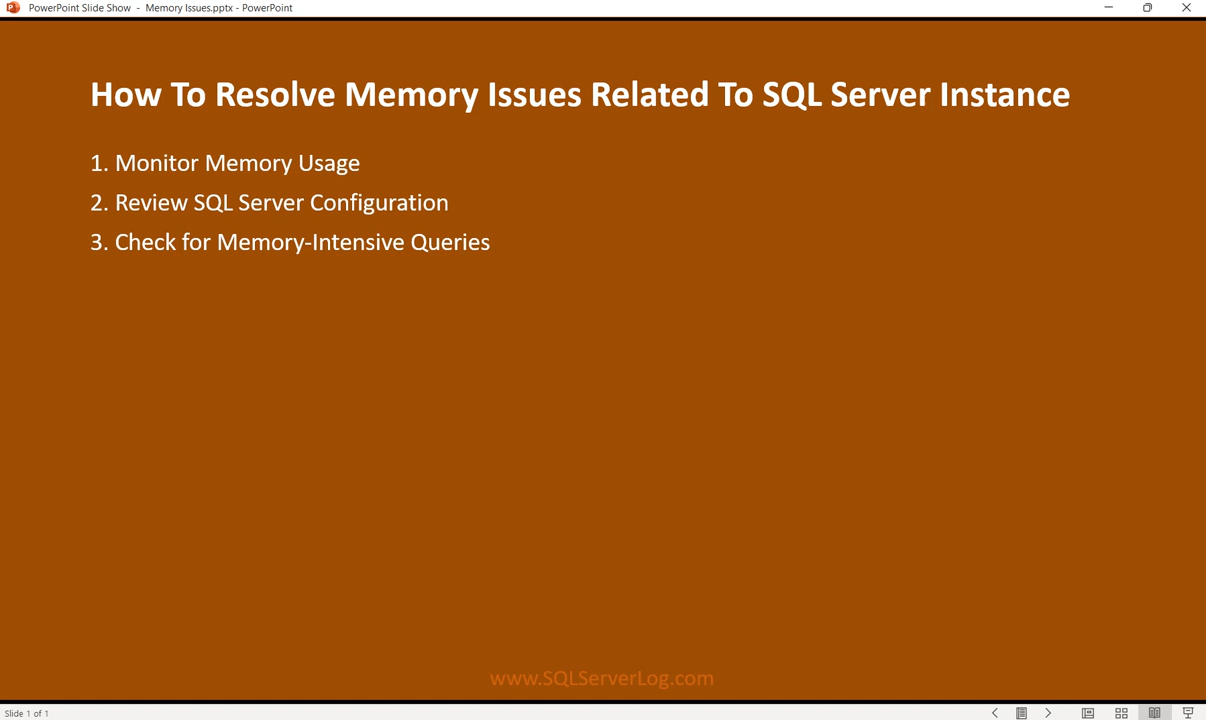 PowerPoint Slide Show - Memory Issues.pptx - PowerPoint
How To Resolve Memory Issues Related To SQL Server Instance
1. Monitor Memory Usage
2. Review SQL Server Configuration
3. Check for Memory-Intensive Queries
www.SQLServerLog.com
Slide 1 of 1